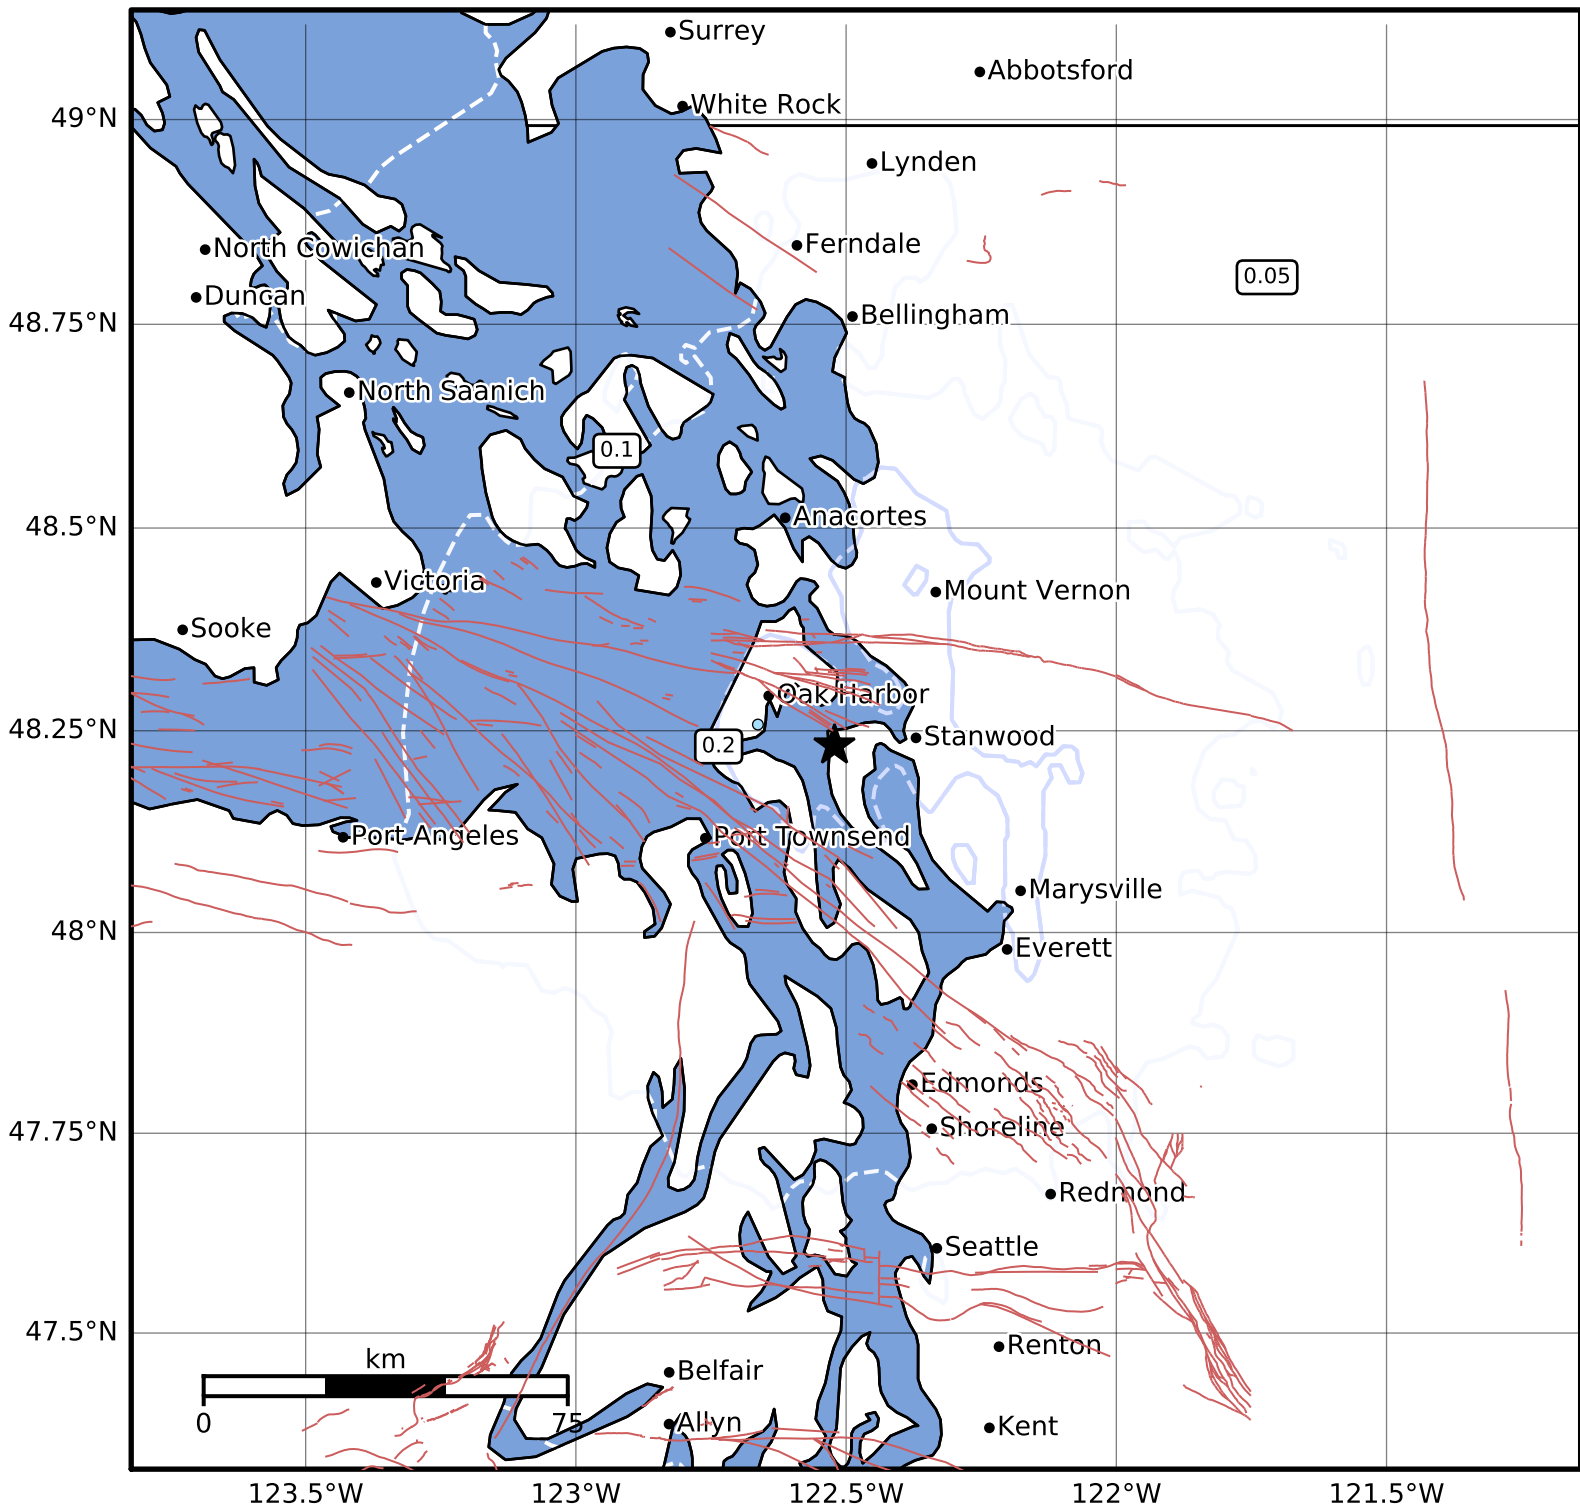 Surrey
Abbotsford
White Rock
49°N
Lynden
North Cowichan
Ferndale
0.05
Duncan
Bellingham
48.75°N
North Saanich
0.1
Anacortes
48.5°N
Victoria
Mount Vernon
Sooke
Oak Harbor
48.25°N
0.2
Stanwood
Port Angeles
Port Townsend
Marysville
48°N
Everett
Edmonds
Shoreline
47.75°N
Redmond
Seattle
47.5°N
Renton
km
Belfair
0
75
Allyn
Kent
123.5°W
123°W
122.5°W
122°W
121.5°W